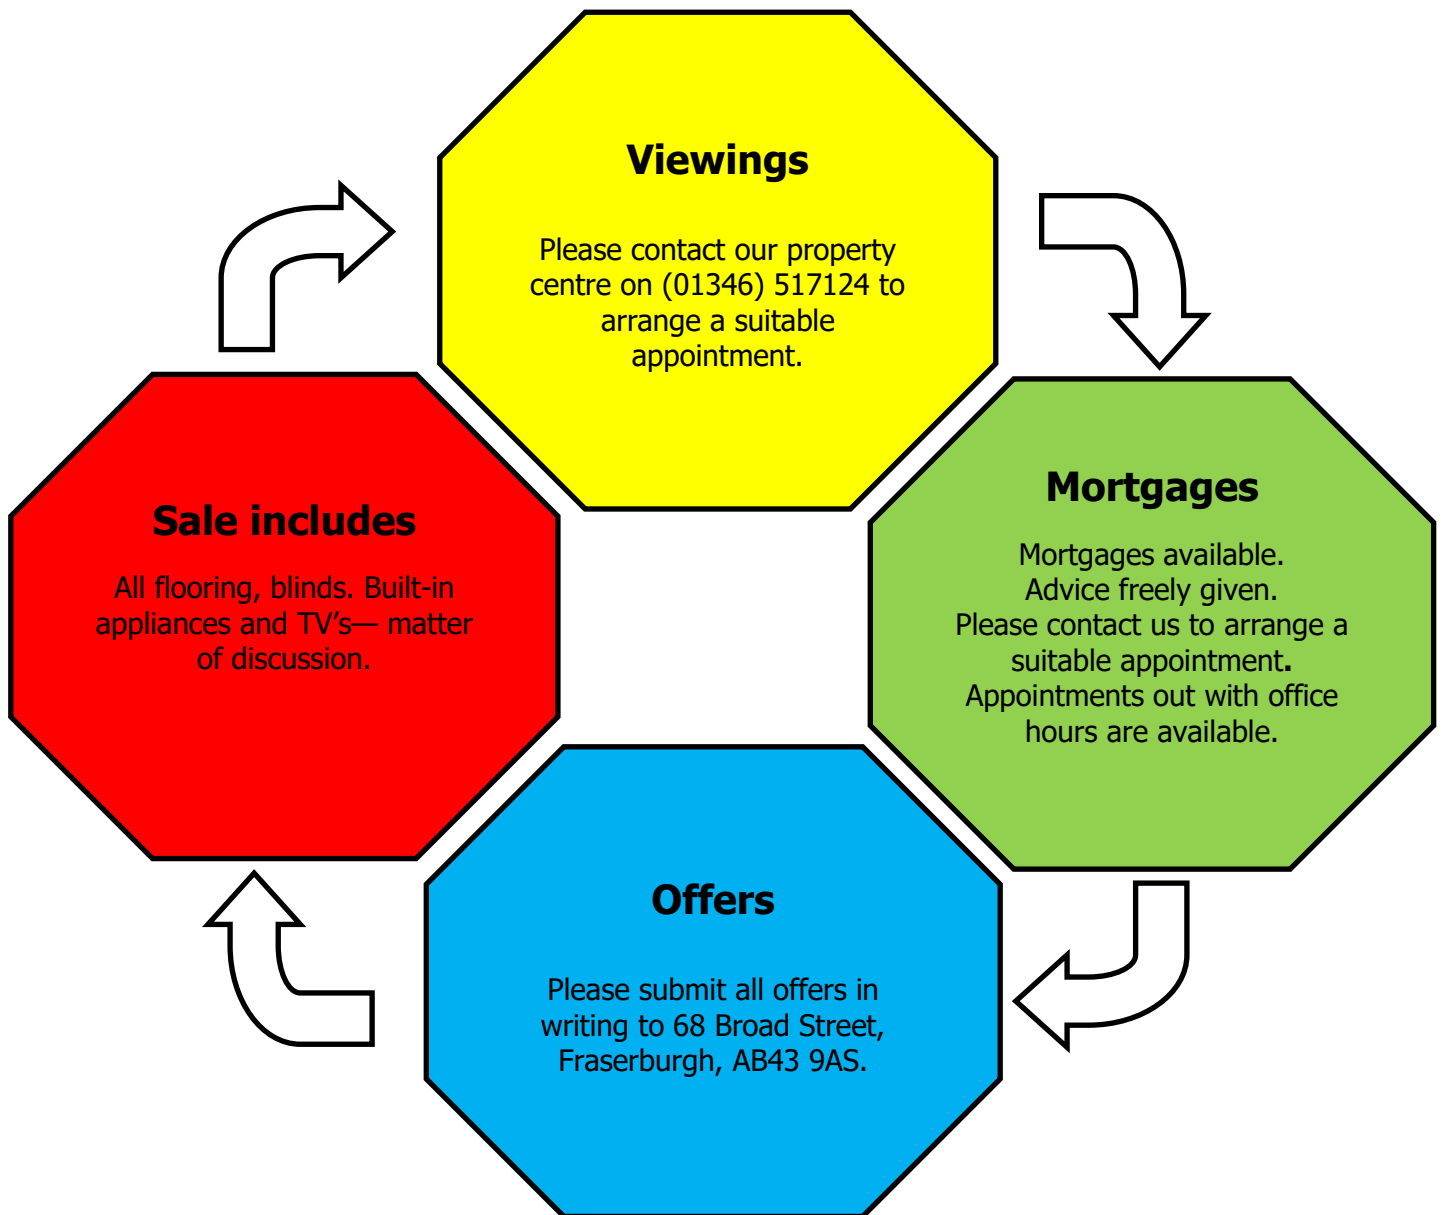 Viewings
Please contact our property
centre on (01346) 517124 to
arrange a suitable
appointment.
Mortgages
Mortgages available.
Advice freely given.
Please contact us to arrange a
suitable appointment.
Appointments out with office
hours are available.
Offers
Please submit all offers in
writing to 68 Broad Street,
Fraserburgh, AB43 9AS.
Sale includes
All flooring, blinds. Built-in
appliances and TV’s— matter
of discussion.